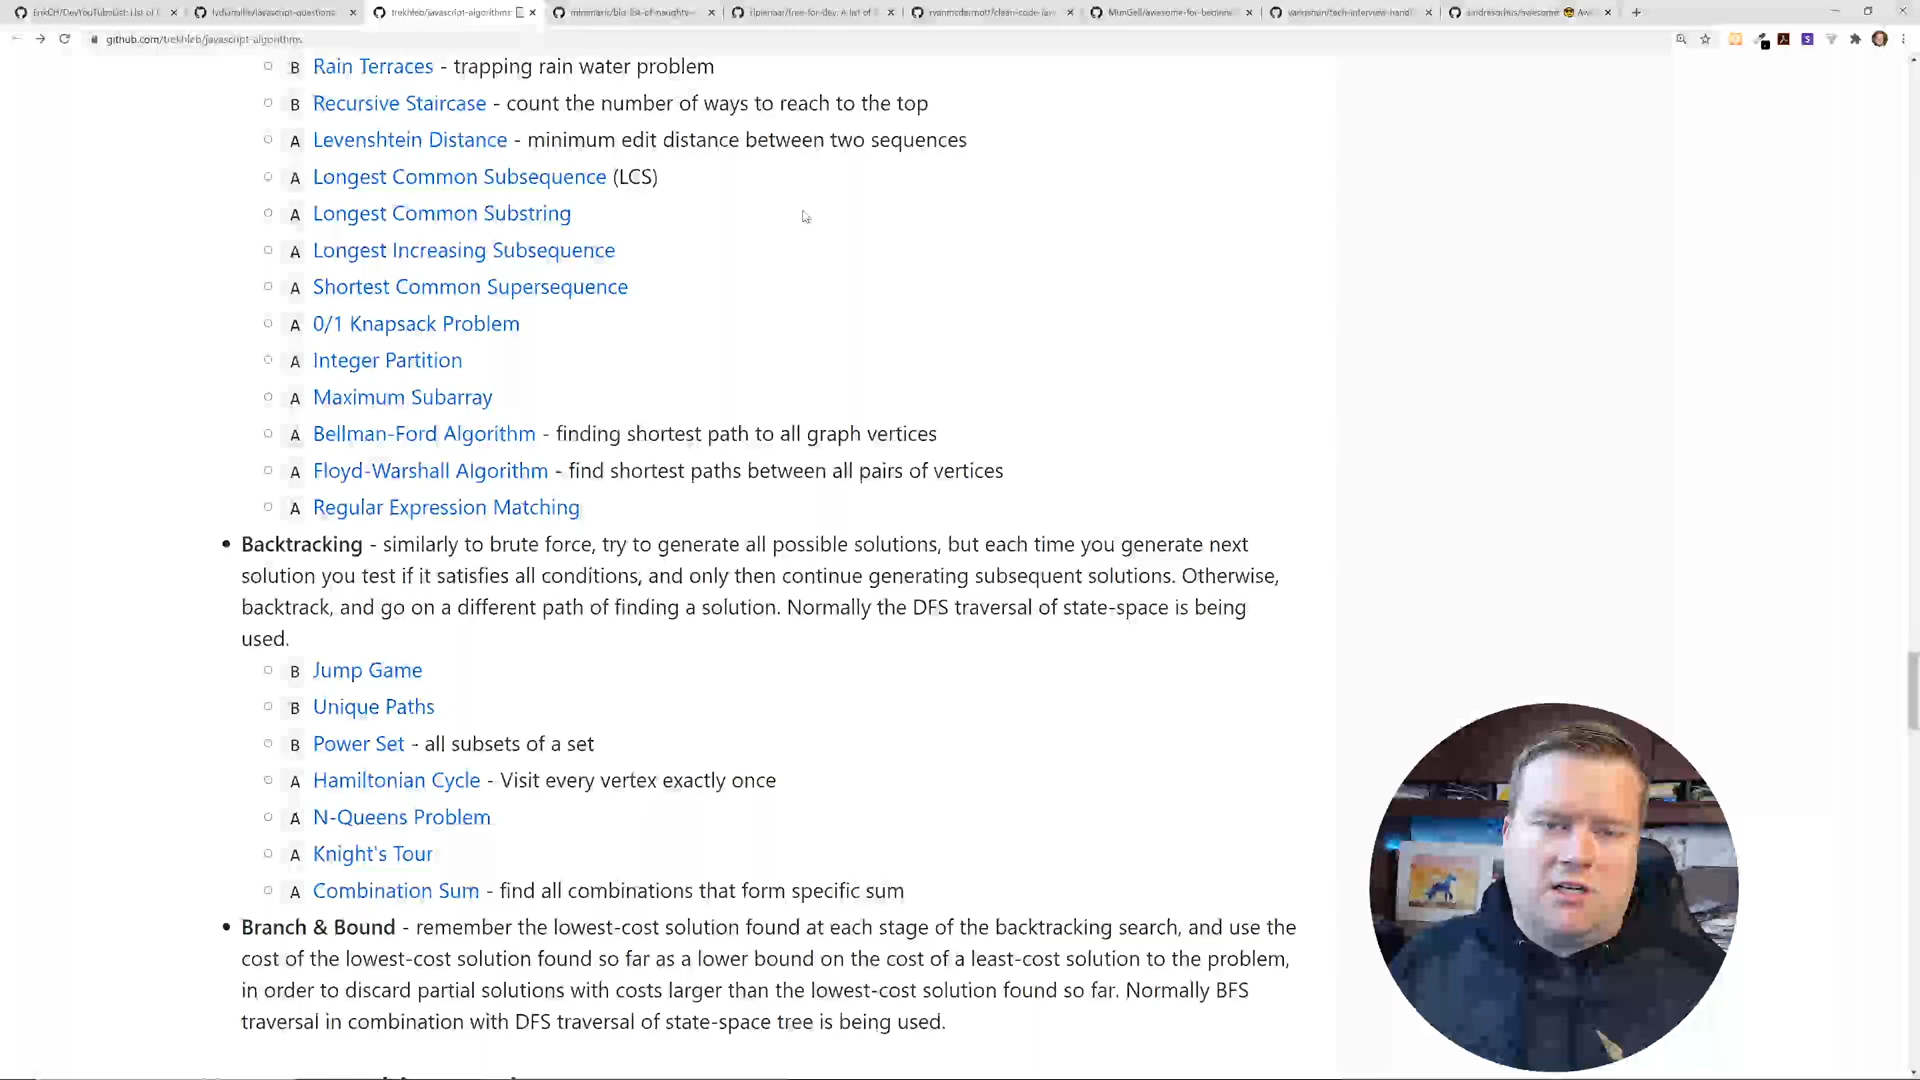 lydiahallie/javascript-questions
trekhleb/javascript-algorithms
github.com/trekhleb/javascript-algorithms
B Rain Terraces - trapping rain water problem
B Recursive Staircase - count the number of ways to reach to the top
A Levenshtein Distance - minimum edit distance between two sequences
A Longest Common Subsequence (LCS)
A Longest Common Substring
A Longest Increasing Subsequence
A Shortest Common Supersequence
A 0/1 Knapsack Problem
A Integer Partition
A Maximum Subarray
A Bellman-Ford Algorithm - finding shortest path to all graph vertices
A Floyd-Warshall Algorithm - find shortest paths between all pairs of vertices
A Regular Expression Matching
Backtracking - similarly to brute force, try to generate all possible solutions, but each time you generate next
solution you test if it satisfies all conditions, and only then continue generating subsequent solutions. Otherwise,
backtrack, and go on a different path of finding a solution. Normally the DFS traversal of state-space is being
used.
B Jump Game
B Unique Paths
B Power Set - all subsets of a set
A Hamiltonian Cycle - Visit every vertex exactly once
A N-Queens Problem
A Knight's Tour
A Combination Sum - find all combinations that form specific sum
Branch & Bound - remember the lowest-cost solution found at each stage of the backtracking search, and use the
cost of the lowest-cost solution found so far as a lower bound on the cost of a least-cost solution to the problem,
in order to discard partial solutions with costs larger than the lowest-cost solution found so far. Normally BFS
traversal in combination with DFS traversal of state-space tree is being used.